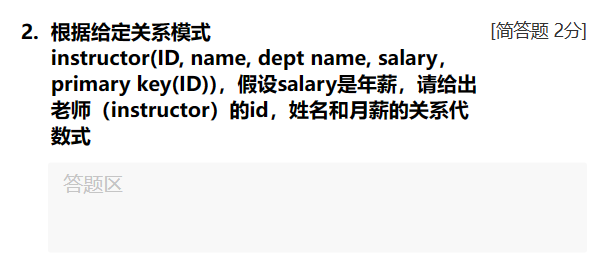 2. 根据给定关系模式 [简答题 2分]
instructor(ID, name, dept name, salary,
primary key(ID))，假设salary是年薪，请给出
老师（instructor）的id，姓名和月薪的关系代
数式
答题区